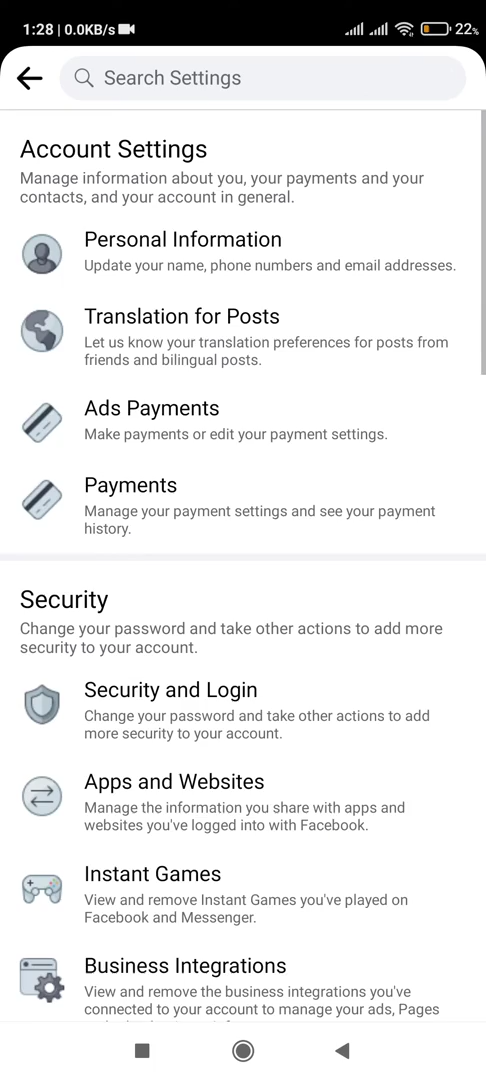 1:28 | 0.0KB/s
22%
Search Settings
Account Settings
Manage information about you, your payments and your
contacts, and your account in general.
Personal Information
Update your name, phone numbers and email addresses.
Translation for Posts
Let us know your translation preferences for posts from
friends and bilingual posts.
Ads Payments
Make payments or edit your payment settings.
Payments
Manage your payment settings and see your payment
history.
Security
Change your password and take other actions to add more
security to your account.
Security and Login
Change your password and take other actions to add
more security to your account.
Apps and Websites
Manage the information you share with apps and
websites you've logged into with Facebook.
Instant Games
View and remove Instant Games you've played on
Facebook and Messenger.
Business Integrations
View and remove the business integrations you've
connected to your account to manage your ads, Pages